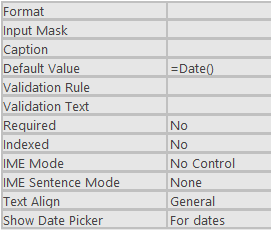 Format
Input Mask
Caption
Default Value =Date()
Validation Rule
Validation Text
Required No
Indexed No
IME Mode No Control
IME Sentence Mode None
Text Align General
Show Date Picker For dates